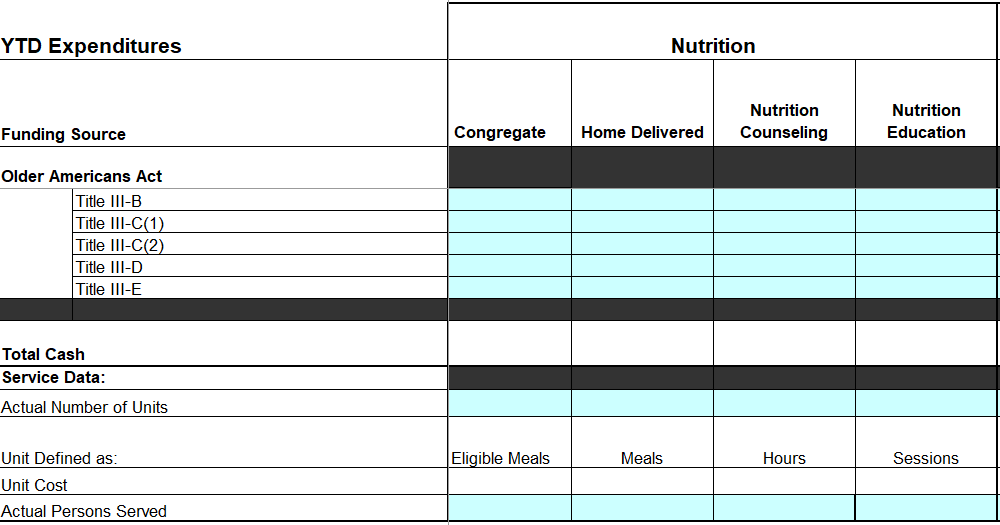 YTD Expenditures Nutrition
Nutrition Nutrition
Funding Source Congregate Home Delivered Counseling Education
Older Americans Act
Title III-B
Title III-C(1)
Title III-C(2)
Title III-D
Title III-E
Total Cash
Service Data:
Actual Number of Units
Unit Defined as: Eligible Meals Meals Hours Sessions
Unit Cost
Actual Persons Served